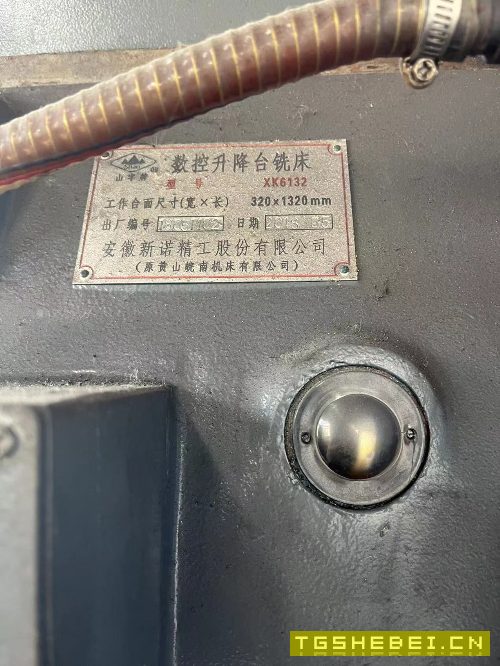 数控升降台铣床
山峯牌
型号 XK6132
工作台面尺寸(宽×长) 320×1320mm
出厂编号 日期
安徽新诺精工股份有限公司
(原黄山皖南机床有限公司)
TGSHEBEI.CN